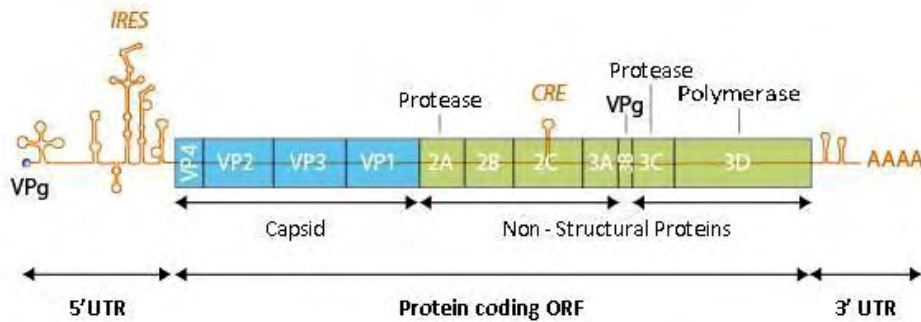 IRES
Protease
CRE
VPg
Protease
Polymerase
VPg
VP4 VP2 VP3 VP1 2A 2B 2C 3A 3B 3C 3D
AAAA
Capsid
Non - Structural Proteins
5'UTR
Protein coding ORF
3' UTR